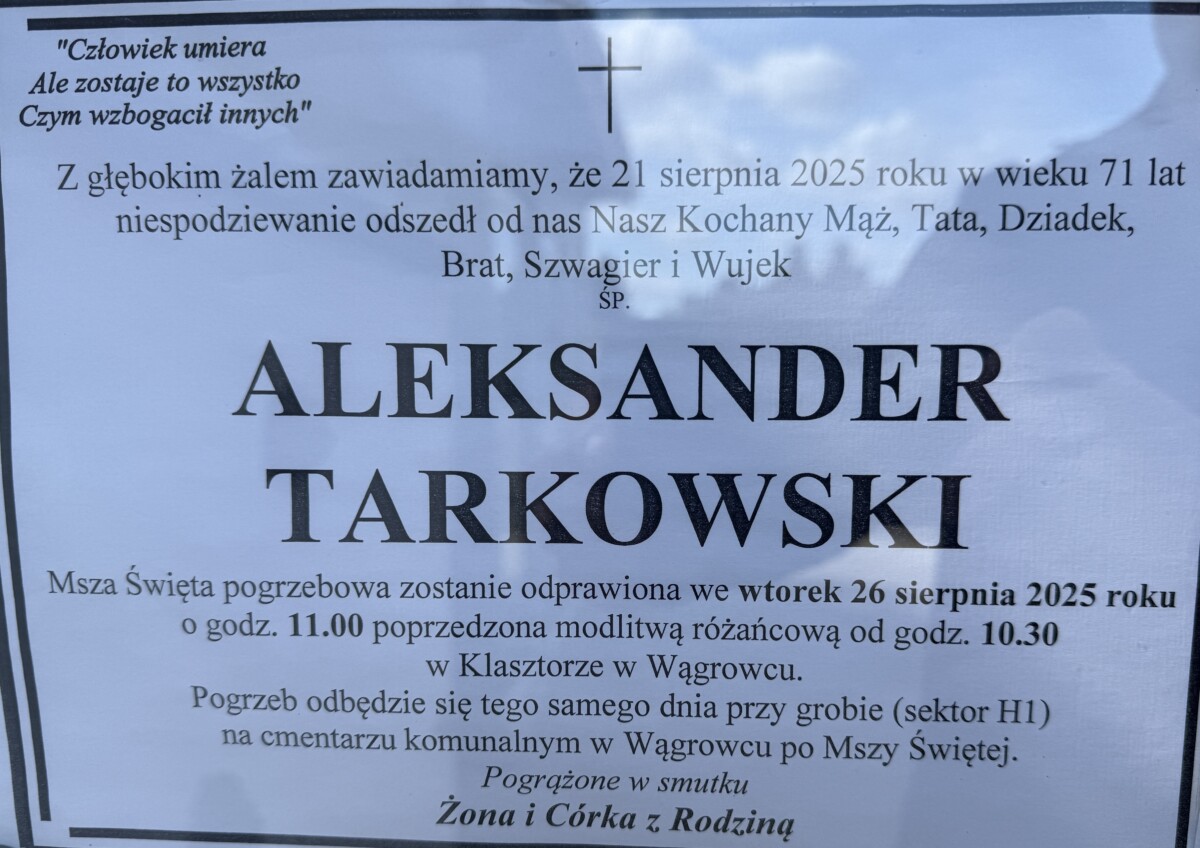 "Człowiek umiera
Ale zostaje to wszystko
Czym wzbogacił innych"
Z głębokim żalem zawiadamiamy, że 21 sierpnia 2025 roku w wieku 71 lat
niespodziewanie odszedł od nas Nasz Kochany Mąż, Tata, Dziadek,
Brat, Szwagier i Wujek
ŚP.
ALEKSANDER
TARKOWSKI
Msza Święta pogrzebowa zostanie odprawiona we wtorek 26 sierpnia 2025 roku
o godz. 11.00 poprzedzona modlitwą różańcową od godz. 10.30
w Klasztorze w Wągrowcu.
Pogrzeb odbędzie się tego samego dnia przy grobie (sektor H1)
na cmentarzu komunalnym w Wągrowcu po Mszy Świętej.
Pogrążone w smutku
Żona i Córka z Rodziną